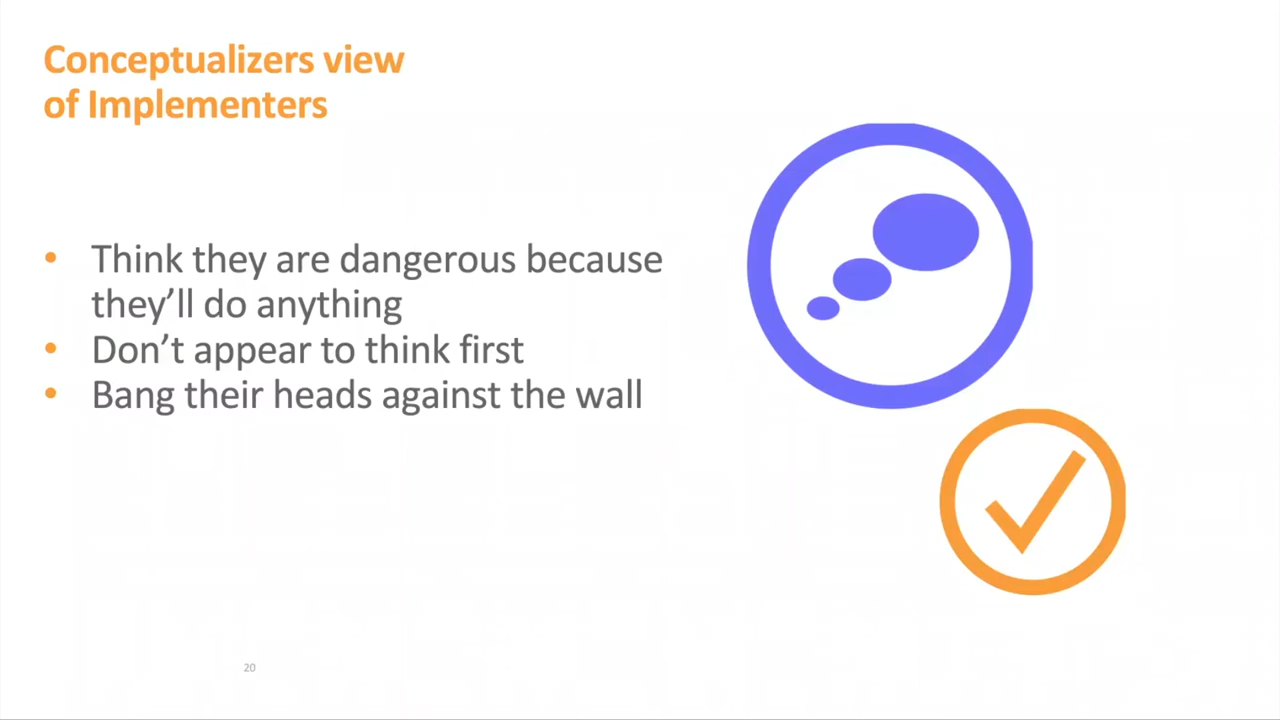 Conceptualizers view
of Implementers
• Think they are dangerous because
they’ll do anything
• Don’t appear to think first
• Bang their heads against the wall
20